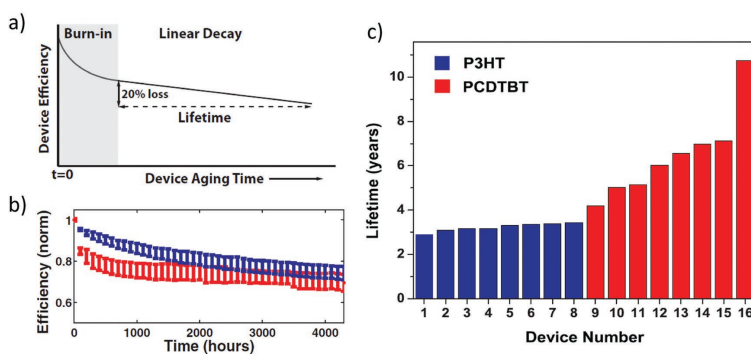 a)
Burn-in
Linear Decay
Device Efficiency
20% loss
Lifetime
t=0
Device Aging Time
b)
Efficiency (norm)
1
0.8
0.6
0
1000
2000
3000
4000
Time (hours)
c)
P3HT
PCDTBT
Lifetime (years)
10
8
6
4
2
0
1 2 3 4 5 6 7 8 9 10 11 12 13 14 15 16
Device Number